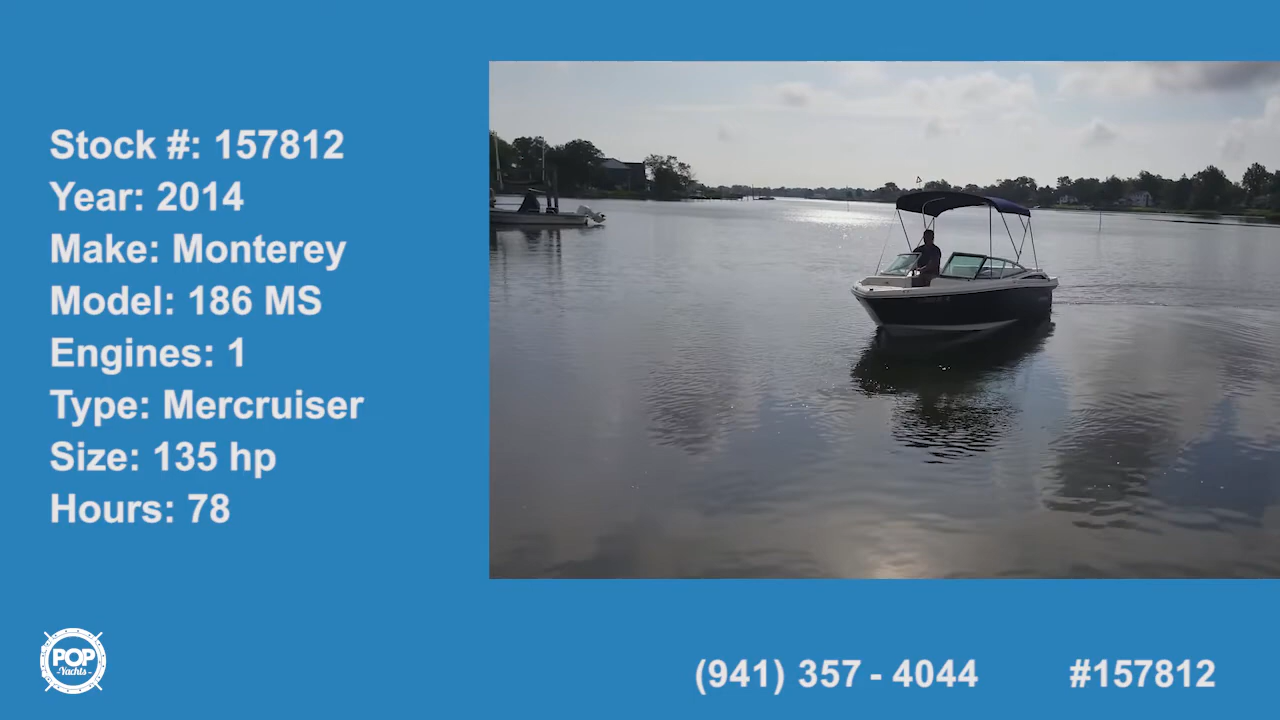 Stock #: 157812
Year: 2014
Make: Monterey
Model: 186 MS
Engines: 1
Type: Mercruiser
Size: 135 hp
Hours: 78
POP
Yachts
(941) 357 - 4044
#157812